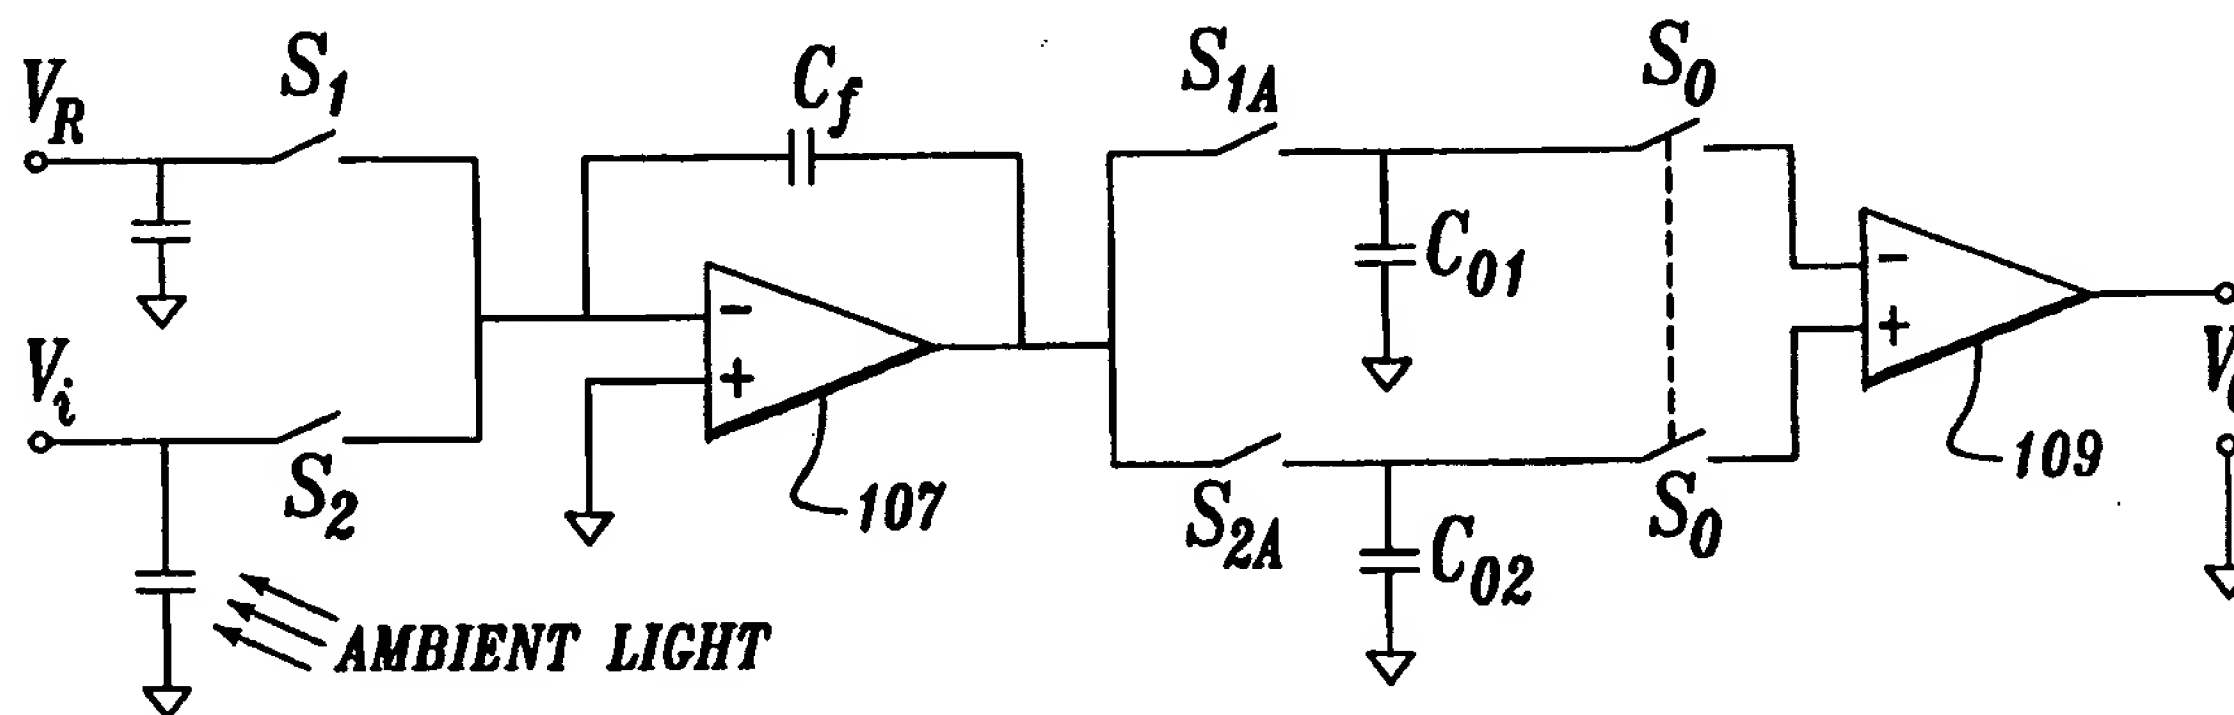 V_R
S_1
C_f
S_1A
S_0
C_01
−
+
−
+
V_i
S_2
107
S_2A
C_02
S_0
109
AMBIENT LIGHT